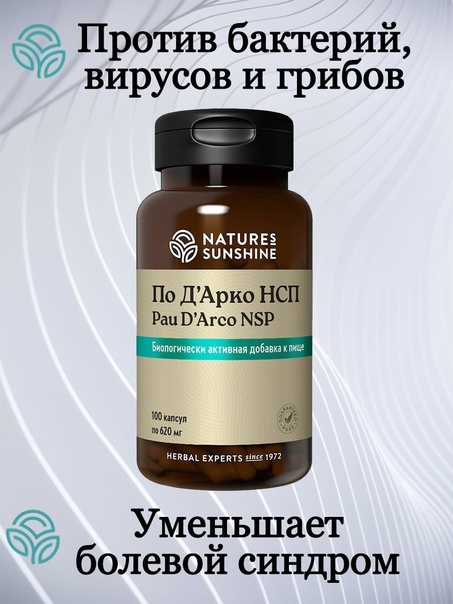 Против бактерий,
вирусов и грибов
NATURES
SUNSHINE
По Д'Арко НСП
Pau D'Arco NSP
Биологически активная добавка к пище
100 капсул
по 620 мг
HERBAL EXPERTS since 1972
Уменьшает
болевой синдром